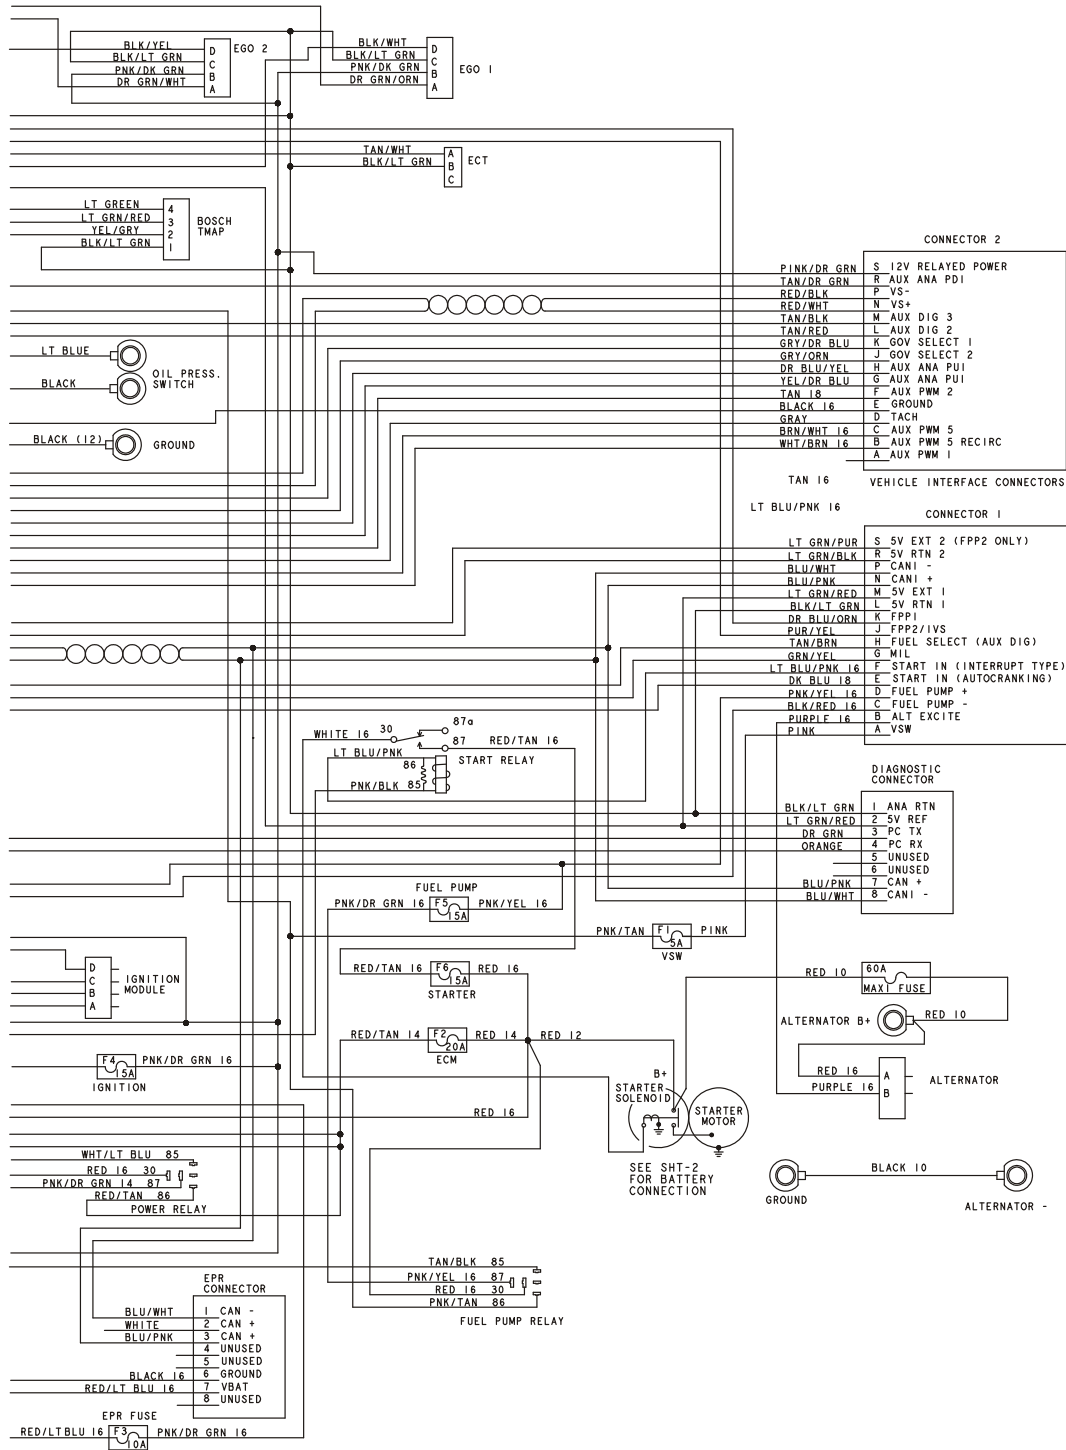 BLK/YEL
BLK/LT GRN
PNK/DK GRN
DR GRN/WHT
D
C
B
A
EGO 2
BLK/WHT
BLK/LT GRN
PNK/DK GRN
DR GRN/ORN
D
C
B
A
EGO 1
TAN/WHT
BLK/LT GRN
A
B
C
ECT
LT GREEN
LT GRN/RED
YEL/GRY
BLK/LT GRN
4
3
2
1
BOSCH
TMAP
LT BLUE
OIL PRESS.
SWITCH
BLACK
BLACK (12)
GROUND
CONNECTOR 2
PINK/DR GRN S 12V RELAYED POWER
TAN/DR GRN R AUX ANA PD1
RED/BLK P VS-
RED/WHT N VS+
TAN/BLK M AUX DIG 3
TAN/RED L AUX DIG 2
GRY/DR BLU K GOV SELECT 1
GRY/ORN J GOV SELECT 2
DR BLU/YEL H AUX ANA PU1
YEL/DR BLU G AUX ANA PU1
TAN 18 F AUX PWM 2
BLACK 16 E GROUND
GRAY D TACH
BRN/WHT 16 C AUX PWM 5
WHT/BRN 16 B AUX PWM 5 RECIRC
A AUX PWM 1
TAN 16
VEHICLE INTERFACE CONNECTORS
LT BLU/PNK 16
CONNECTOR 1
LT GRN/PUR S 5V EXT 2 (FPP2 ONLY)
LT GRN/BLK R 5V RTN 2
BLU/WHT P CAN1 -
BLU/PNK N CAN1 +
LT GRN/RED M 5V EXT 1
BLK/LT GRN L 5V RTN 1
DR BLU/ORN K FPP1
PUR/YEL J FPP2/IVS
TAN/BRN H FUEL SELECT (AUX DIG)
GRN/YEL G MIL
LT BLU/PNK 16 F START IN (INTERRUPT TYPE)
DK BLU 18 E START IN (AUTOCRANKING)
PNK/YEL 16 D FUEL PUMP +
BLK/RED 16 C FUEL PUMP -
PURPLE 16 B ALT EXCITE
PINK A VSW
WHITE 16
30
87a
87
RED/TAN 16
LT BLU/PNK
86
START RELAY
PNK/BLK
85
DIAGNOSTIC
CONNECTOR
BLK/LT GRN 1 ANA RTN
LT GRN/RED 2 5V REF
DR GRN 3 PC TX
ORANGE 4 PC RX
5 UNUSED
6 UNUSED
BLU/PNK 7 CAN +
BLU/WHT 8 CAN1 -
FUEL PUMP
PNK/DR GRN 16
F5
15A
PNK/YEL 16
PNK/TAN
F1
5A
PINK
VSW
D
C
B
A
IGNITION
MODULE
RED/TAN 16
F6
15A
RED 16
STARTER
RED 10
60A
MAXI FUSE
ALTERNATOR B+
RED 10
RED/TAN 14
F2
20A
RED 14
RED 12
ECM
F4
15A
PNK/DR GRN 16
IGNITION
B+
STARTER
SOLENOID
STARTER
MOTOR
RED 16
A
PURPLE 16
B
ALTERNATOR
RED 16
WHT/LT BLU 85
RED 16 30
PNK/DR GRN 14 87
RED/TAN 86
POWER RELAY
SEE SHT-2
FOR BATTERY
CONNECTION
GROUND
BLACK 10
ALTERNATOR -
TAN/BLK 85
PNK/YEL 16 87
RED 16 30
PNK/TAN 86
FUEL PUMP RELAY
EPR
CONNECTOR
BLU/WHT 1 CAN -
WHITE 2 CAN +
BLU/PNK 3 CAN +
4 UNUSED
5 UNUSED
BLACK 16 6 GROUND
RED/LT BLU 16 7 VBAT
8 UNUSED
EPR FUSE
RED/LTBLU 16
F3
10A
PNK/DR GRN 16